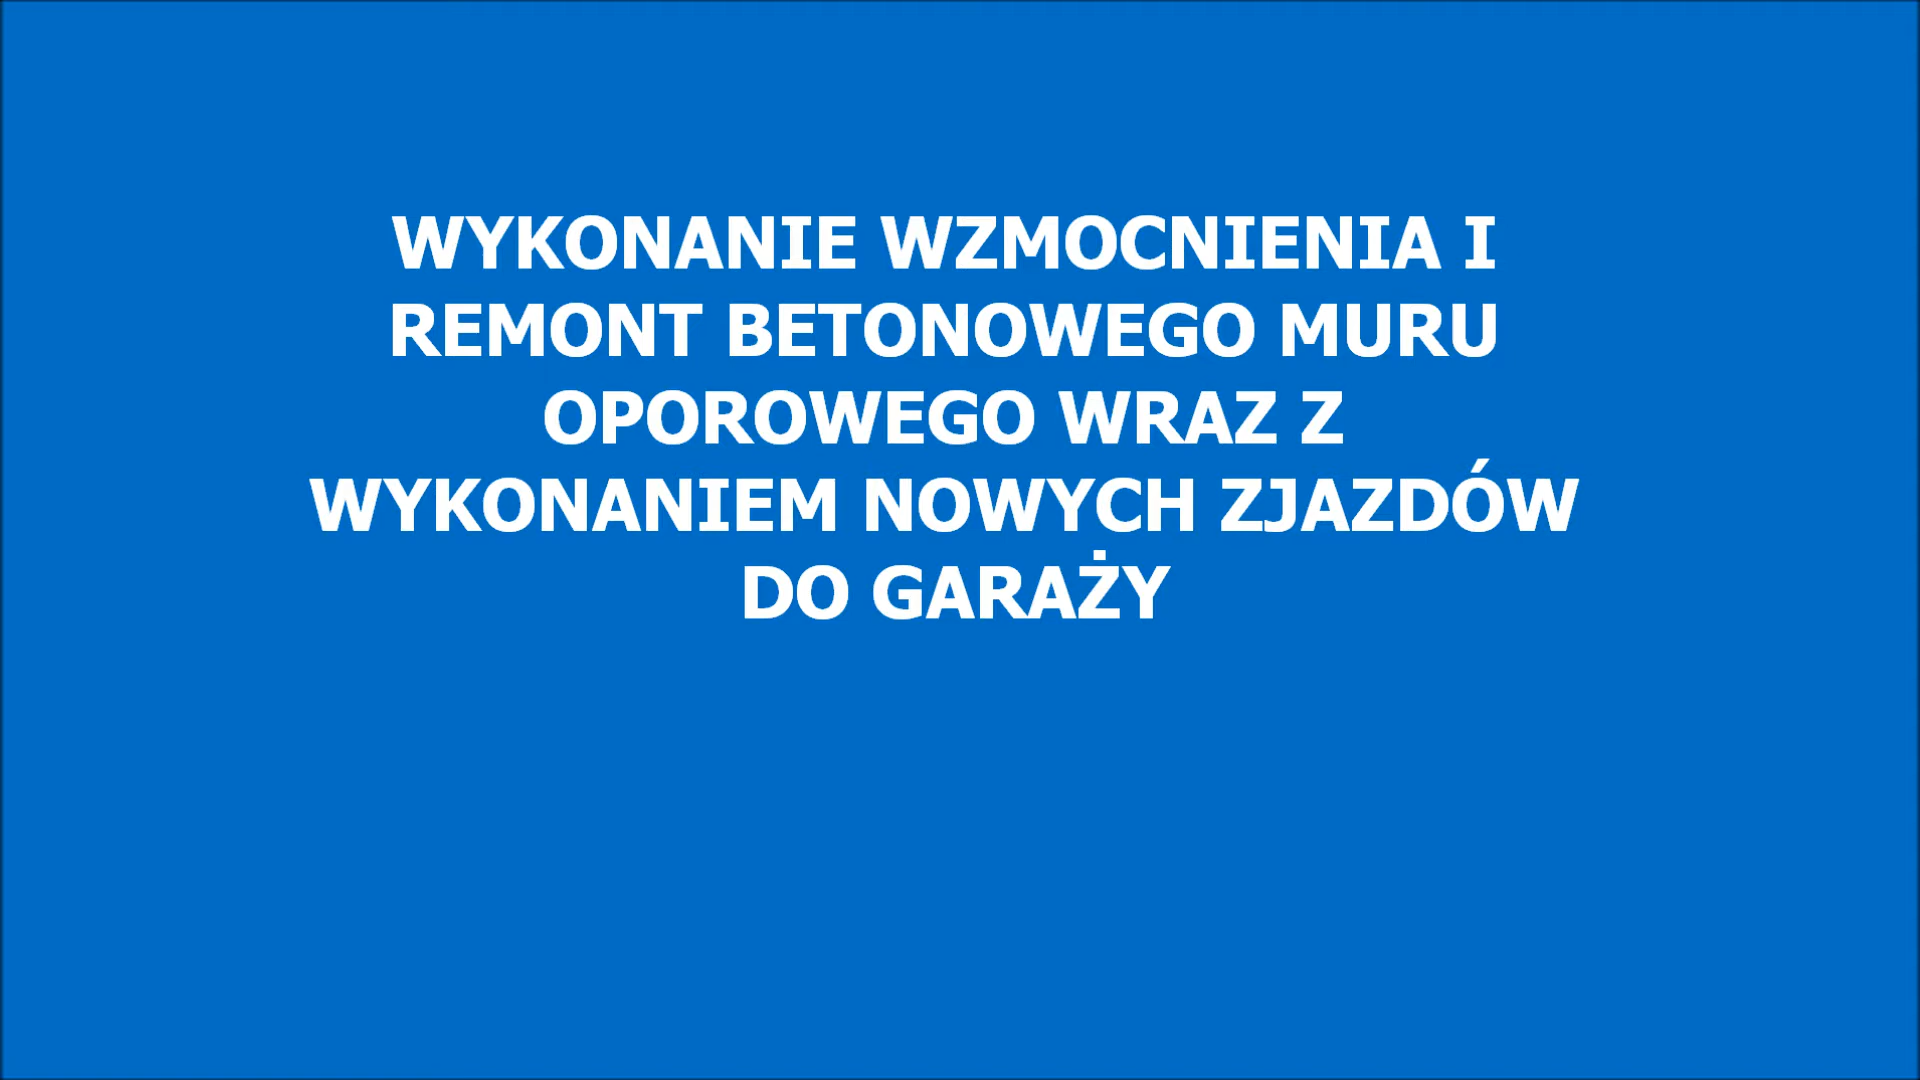 WYKONANIE WZMOCNIENIA I
REMONT BETONOWEGO MURU
OPOROWEGO WRAZ Z
WYKONANIEM NOWYCH ZJAZDÓW
DO GARAŻY